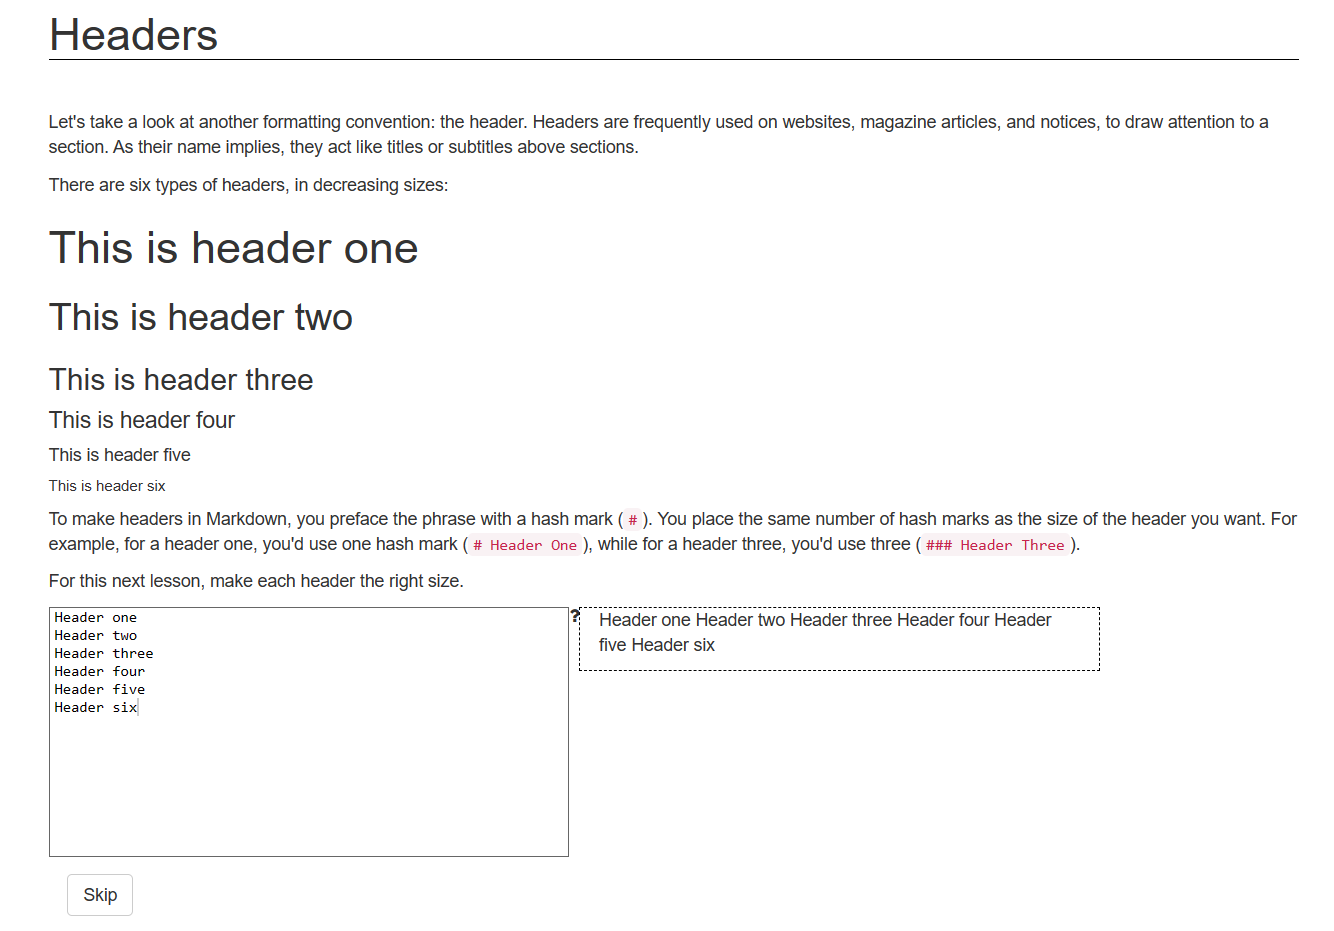 Headers
Let's take a look at another formatting convention: the header. Headers are frequently used on websites, magazine articles, and notices, to draw attention to a
section. As their name implies, they act like titles or subtitles above sections.
There are six types of headers, in decreasing sizes:
This is header one
This is header two
This is header three
This is header four
This is header five
This is header six
To make headers in Markdown, you preface the phrase with a hash mark ( # ). You place the same number of hash marks as the size of the header you want. For
example, for a header one, you'd use one hash mark ( # Header One ), while for a header three, you'd use three ( ### Header Three ).
For this next lesson, make each header the right size.
Header one
Header two
Header three
Header four
Header five
Header six
?
Header one Header two Header three Header four Header
five Header six
Skip